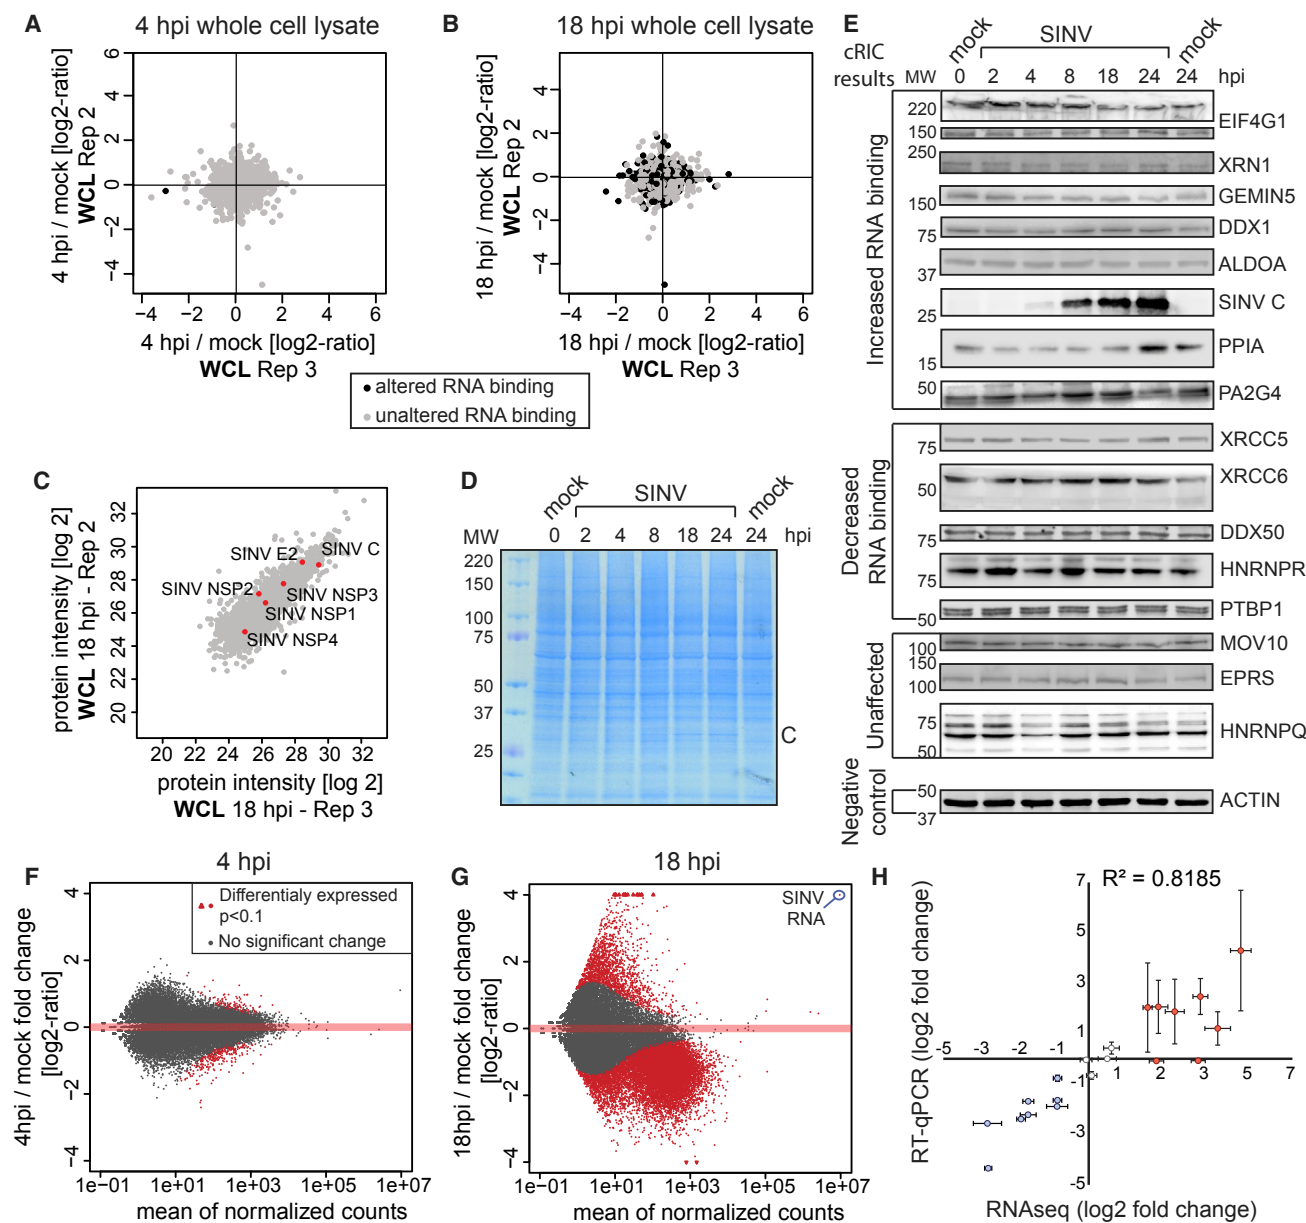 A
4 hpi whole cell lysate
4 hpi / mock [log2-ratio]
WCL Rep 2
6
4
2
0
−2
−4
−4 −2 0 2 4 6
4 hpi / mock [log2-ratio]
WCL Rep 3
B
18 hpi whole cell lysate
18 hpi / mock [log2-ratio]
WCL Rep 2
4
2
0
−2
−4
−4 −2 0 2 4 6
18 hpi / mock [log2-ratio]
WCL Rep 3
altered RNA binding
unaltered RNA binding
C
protein intensity [log 2]
WCL 18 hpi - Rep 2
32
30
28
26
24
22
20
SINV E2
SINV C
SINV NSP2
SINV NSP3
SINV NSP1
SINV NSP4
20 22 24 26 28 30 32
protein intensity [log 2]
WCL 18 hpi - Rep 3
D
mock SINV mock
MW 0 2 4 8 18 24 24 hpi
220
150
100
75
50
37
25
C
E
cRIC
results
mock SINV mock
MW 0 2 4 8 18 24 24 hpi
Increased RNA binding
220
150
EIF4G1
250
XRN1
150
GEMIN5
75
DDX1
37
ALDOA
25
SINV C
15
PPIA
50
PA2G4
Decreased
RNA binding
75
XRCC5
50
XRCC6
75
DDX50
75
HNRNPR
50
PTBP1
Unaffected
100
MOV10
150
100
EPRS
75
50
HNRNPQ
Negative
control
50
37
ACTIN
F
4 hpi
4hpi / mock fold change
[log2-ratio]
4
2
0
−2
−4
Differentialy expressed
p<0.1
No significant change
1e−01 1e+01 1e+03 1e+05 1e+07
mean of normalized counts
G
18 hpi
18hpi / mock fold change
[log2-ratio]
4
2
0
−2
−4
SINV
RNA
1e−01 1e+01 1e+03 1e+05 1e+07
mean of normalized counts
H
R² = 0.8185
RT-qPCR (log2 fold change)
7
5
3
1
-1
-3
-5
-5 -3 -2 -1 1 2 3 5 7
RNAseq (log2 fold change)